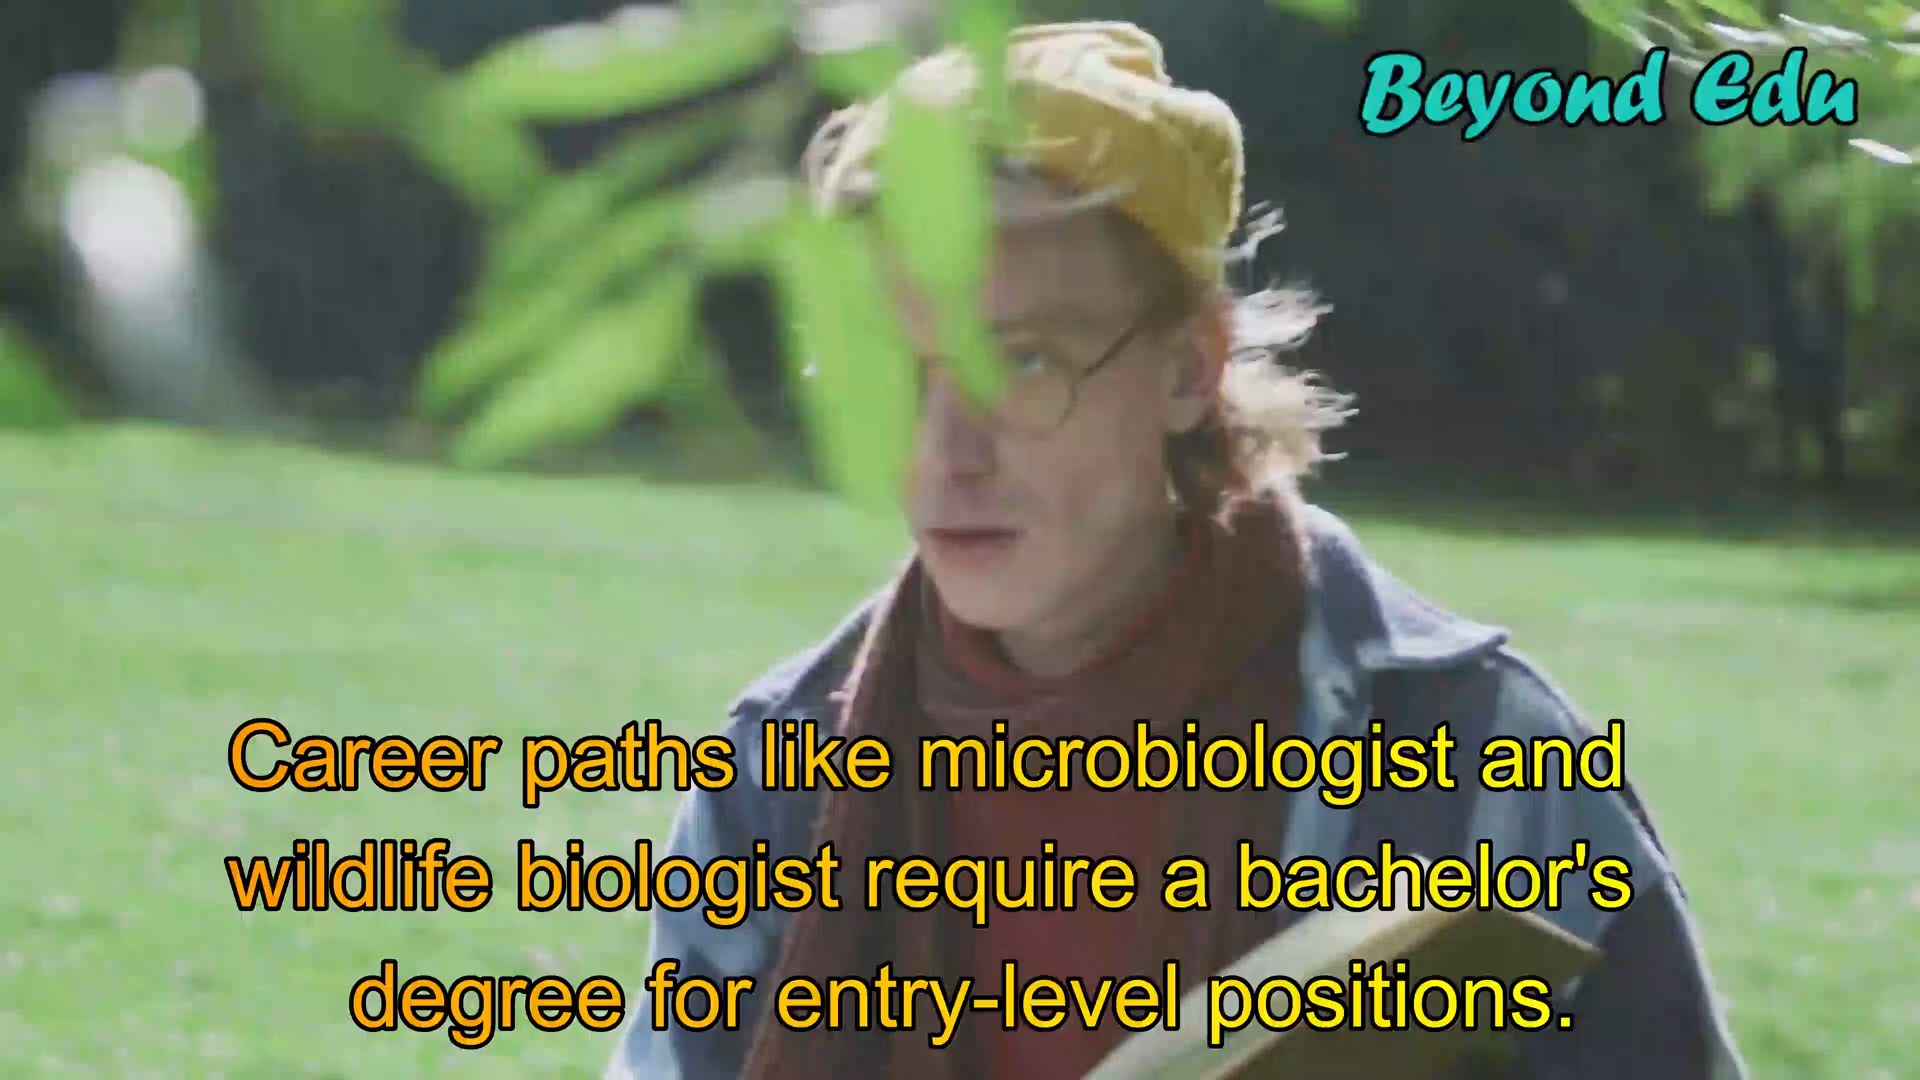 Beyond Edu
Career paths like microbiologist and
wildlife biologist require a bachelor's
degree for entry-level positions.